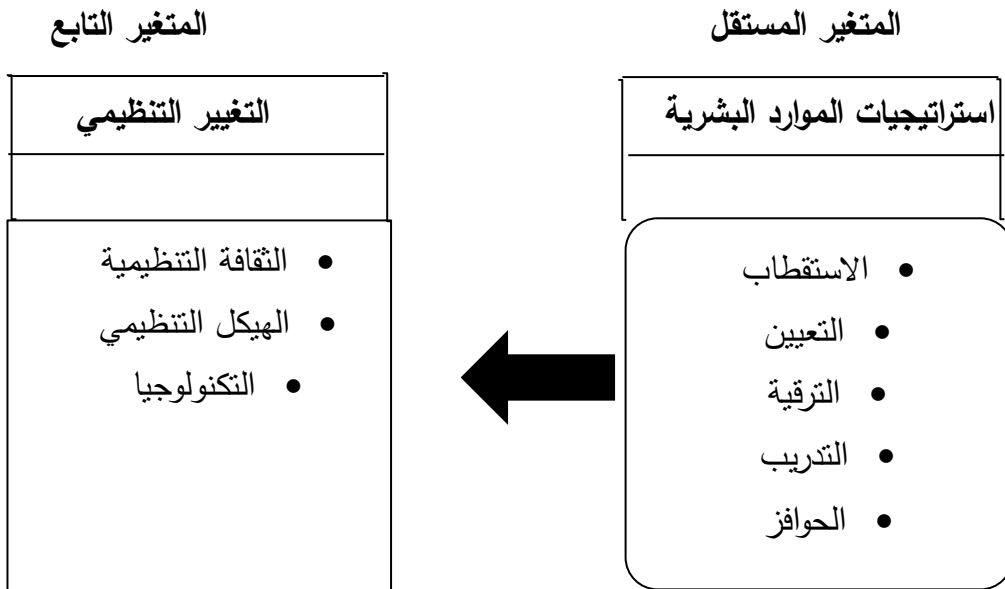 المتغير المستقل
المتغير التابع
استراتيجيات الموارد البشرية
التغيير التنظيمي
• الاستقطاب
• التعيين
• الترقية
• التدريب
• الحوافز
• الثقافة التنظيمية
• الهيكل التنظيمي
• التكنولوجيا